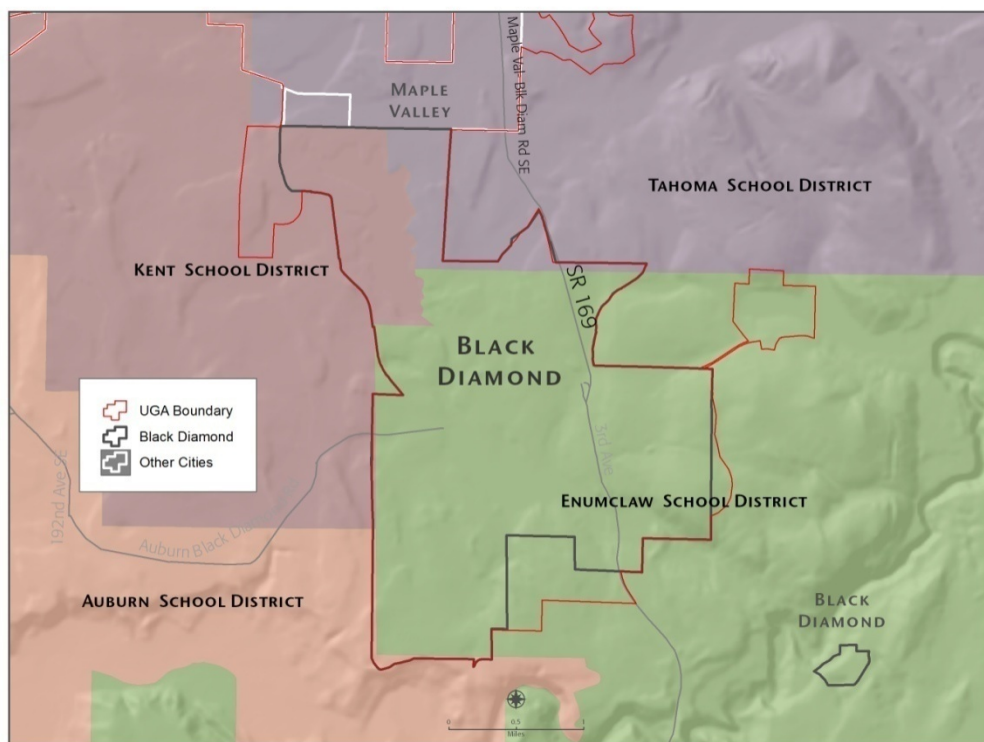 Maple Val- Blk Diam Rd SE
MAPLE
VALLEY
TAHOMA SCHOOL DISTRICT
KENT SCHOOL DISTRICT
SR 169
BLACK
DIAMOND
UGA Boundary
Black Diamond
Other Cities
3rd Ave
192nd Ave SE
ENUMCLAW SCHOOL DISTRICT
Auburn Black Diamond
AUBURN SCHOOL DISTRICT
BLACK
DIAMOND
0 0.5 1
Miles